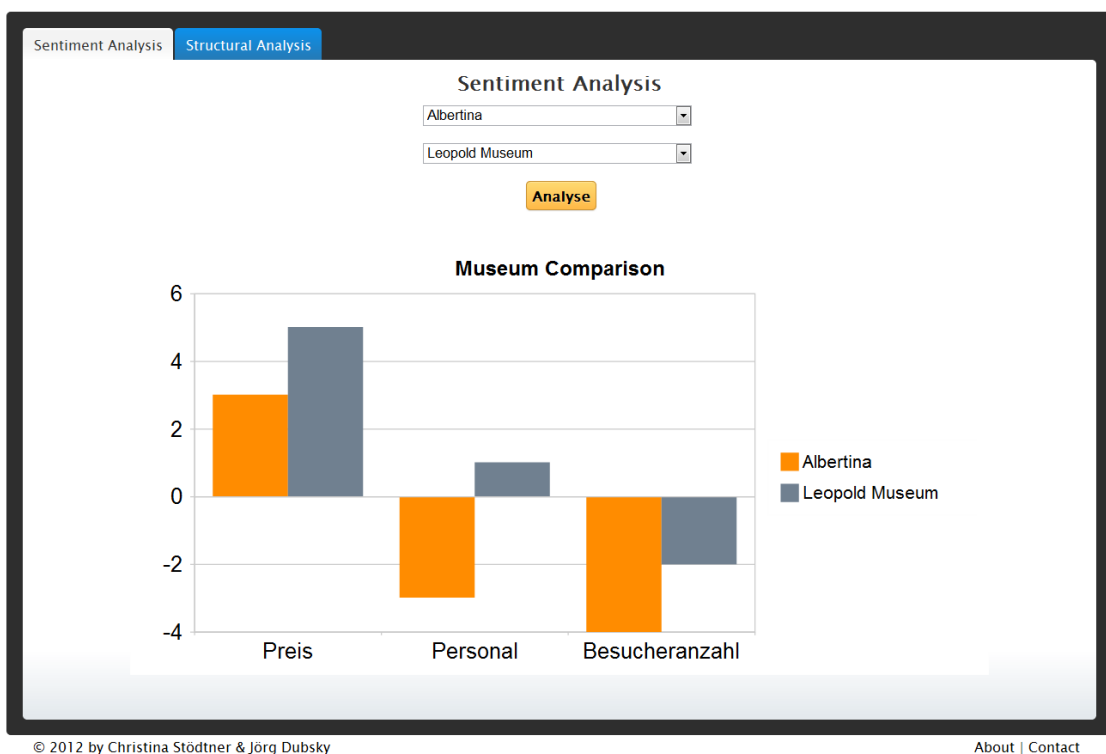 Sentiment Analysis Structural Analysis
Sentiment Analysis
Albertina
Leopold Museum
Analyse
Museum Comparison
6
4
2
0
-2
-4
Preis Personal Besucheranzahl
Albertina
Leopold Museum
© 2012 by Christina Stödtner & Jörg Dubsky About | Contact